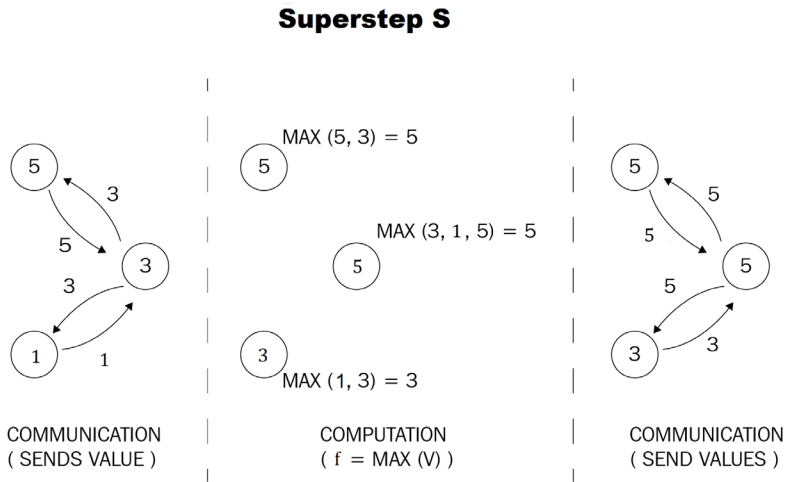 Superstep S
5
3
5
3
3
1
1
COMMUNICATION
( SENDS VALUE )
MAX (5, 3) = 5
5
MAX (3, 1, 5) = 5
5
3
MAX (1, 3) = 3
COMPUTATION
( f = MAX (V) )
5
5
5
5
5
3
3
COMMUNICATION
( SEND VALUES )